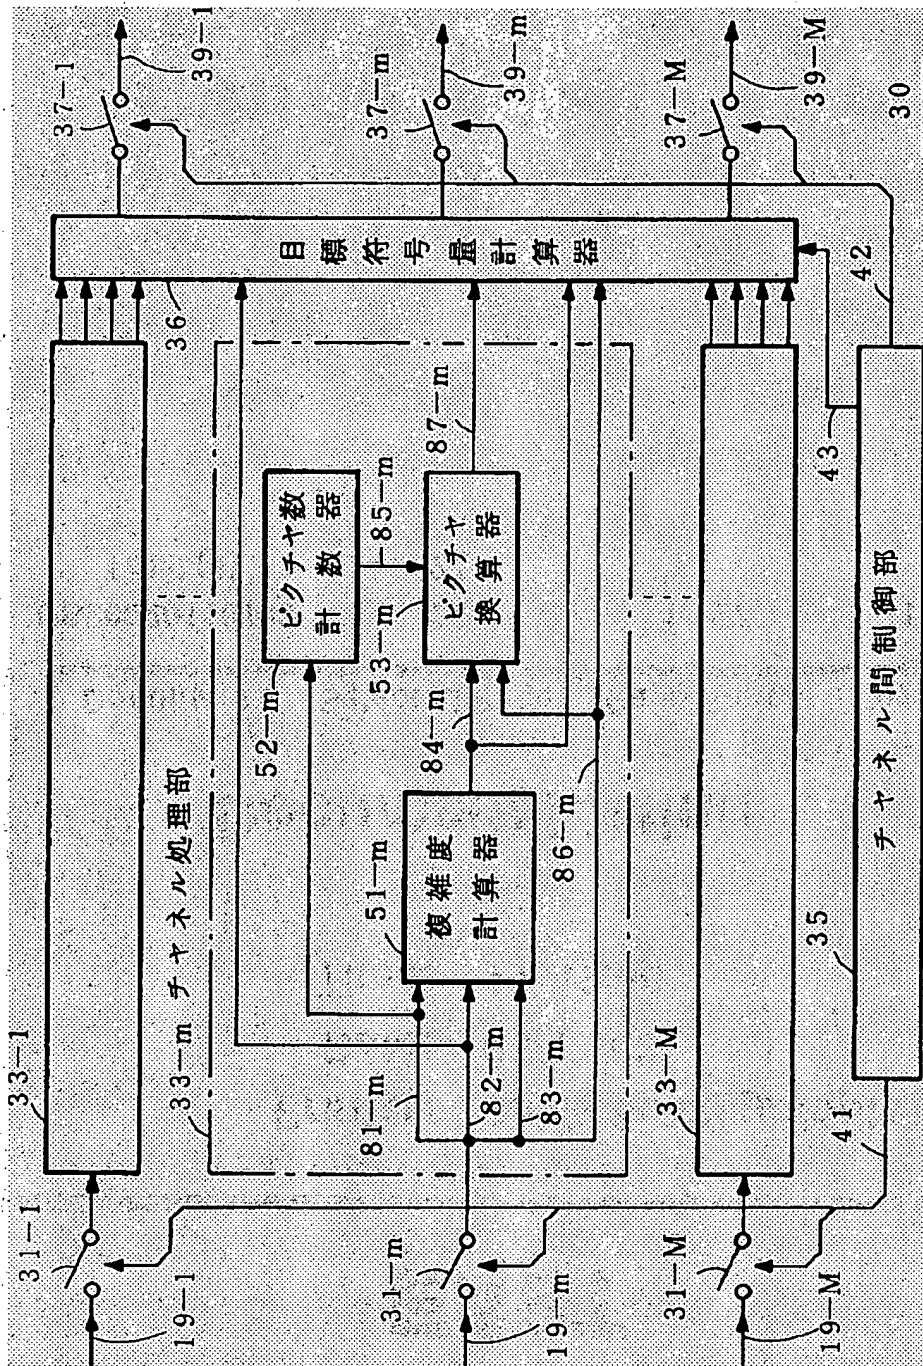 31-1
33-1
37-1
39-1
19-1
36
目標符号量計算器
33-m チャネル処理部
52-m
ピクチャ数
計数器
85-m
53-m
ピクチャ
換算器
87-m
51-m
複雑度
計算器
84-m
81-m
82-m
83-m
86-m
31-m
19-m
37-m
39-m
33-M
31-M
19-M
37-M
39-M
41
35
チャネル間制御部
43
42
30